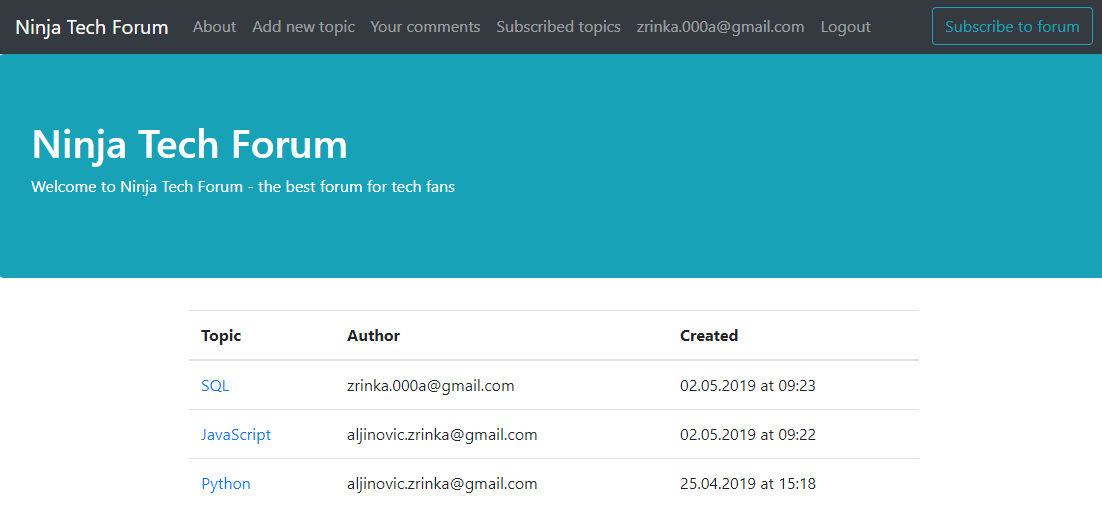 Ninja Tech Forum About Add new topic Your comments Subscribed topics zrinka.000a@gmail.com Logout Subscribe to forum
Ninja Tech Forum
Welcome to Ninja Tech Forum - the best forum for tech fans
Topic Author Created
SQL zrinka.000a@gmail.com 02.05.2019 at 09:23
JavaScript aljinovic.zrinka@gmail.com 02.05.2019 at 09:22
Python aljinovic.zrinka@gmail.com 25.04.2019 at 15:18